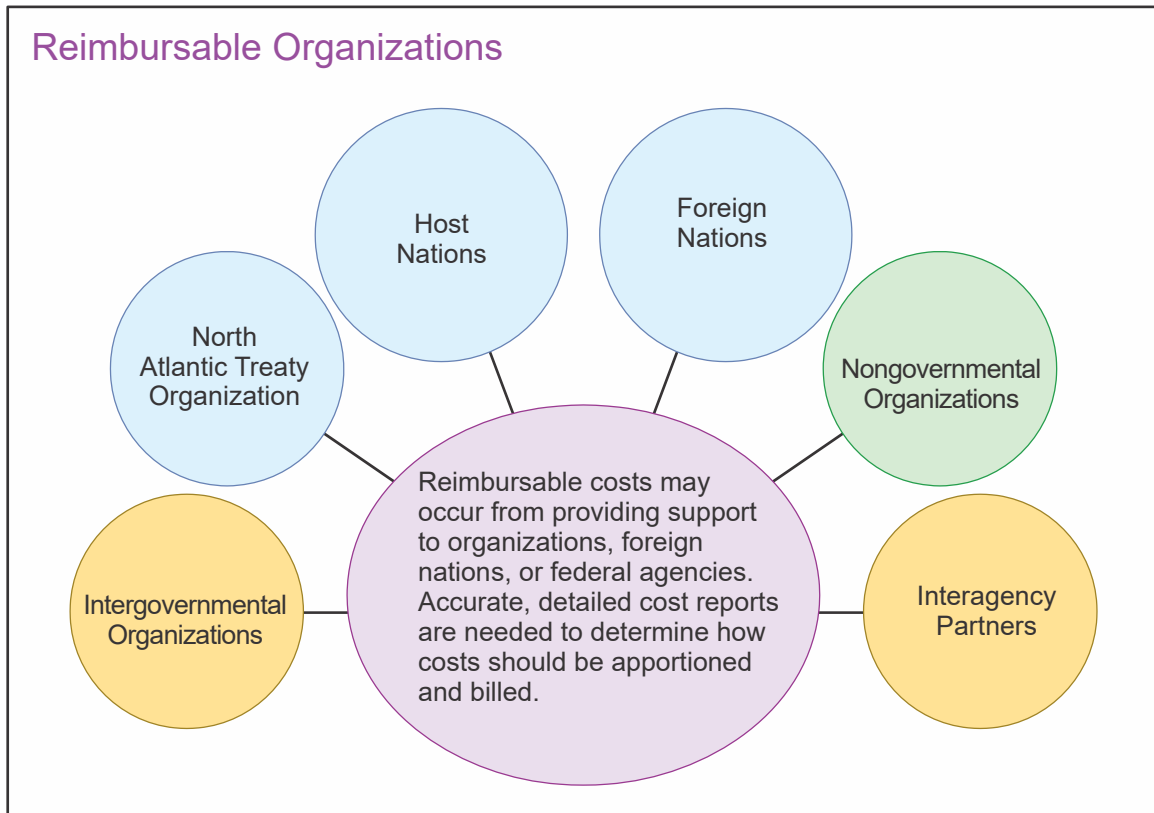 Reimbursable Organizations
Host
Nations
Foreign
Nations
North
Atlantic Treaty
Organization
Nongovernmental
Organizations
Reimbursable costs may
occur from providing support
to organizations, foreign
nations, or federal agencies.
Accurate, detailed cost reports
are needed to determine how
costs should be apportioned
and billed.
Intergovernmental
Organizations
Interagency
Partners